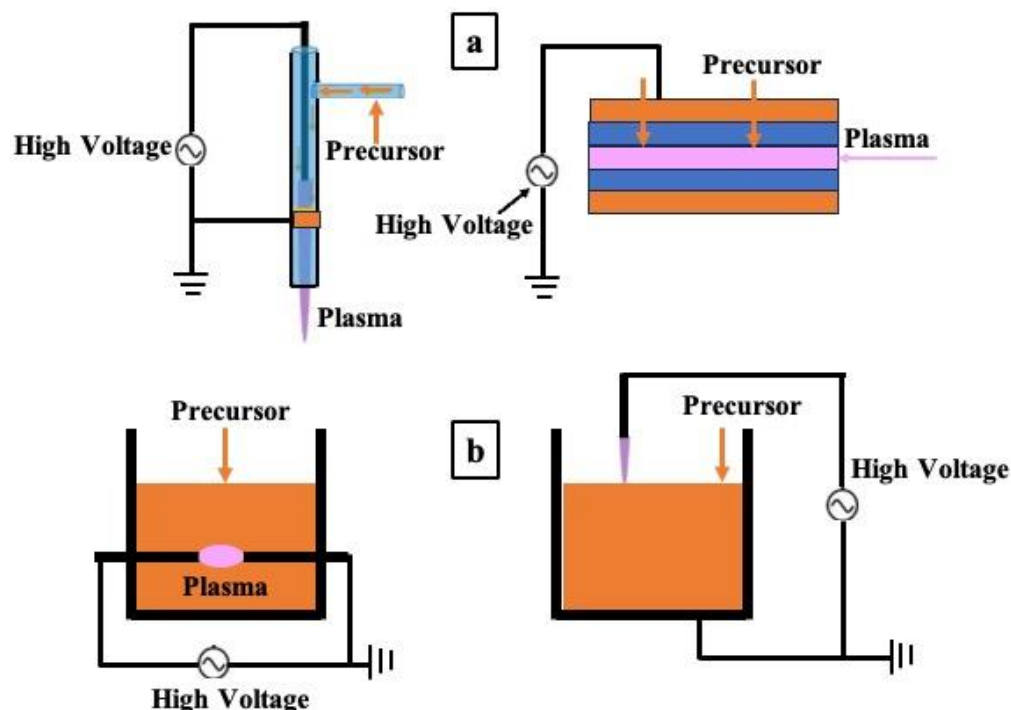 a
Precursor
High Voltage
Precursor
Plasma
High Voltage
Plasma
Precursor
b
Precursor
High Voltage
Plasma
High Voltage